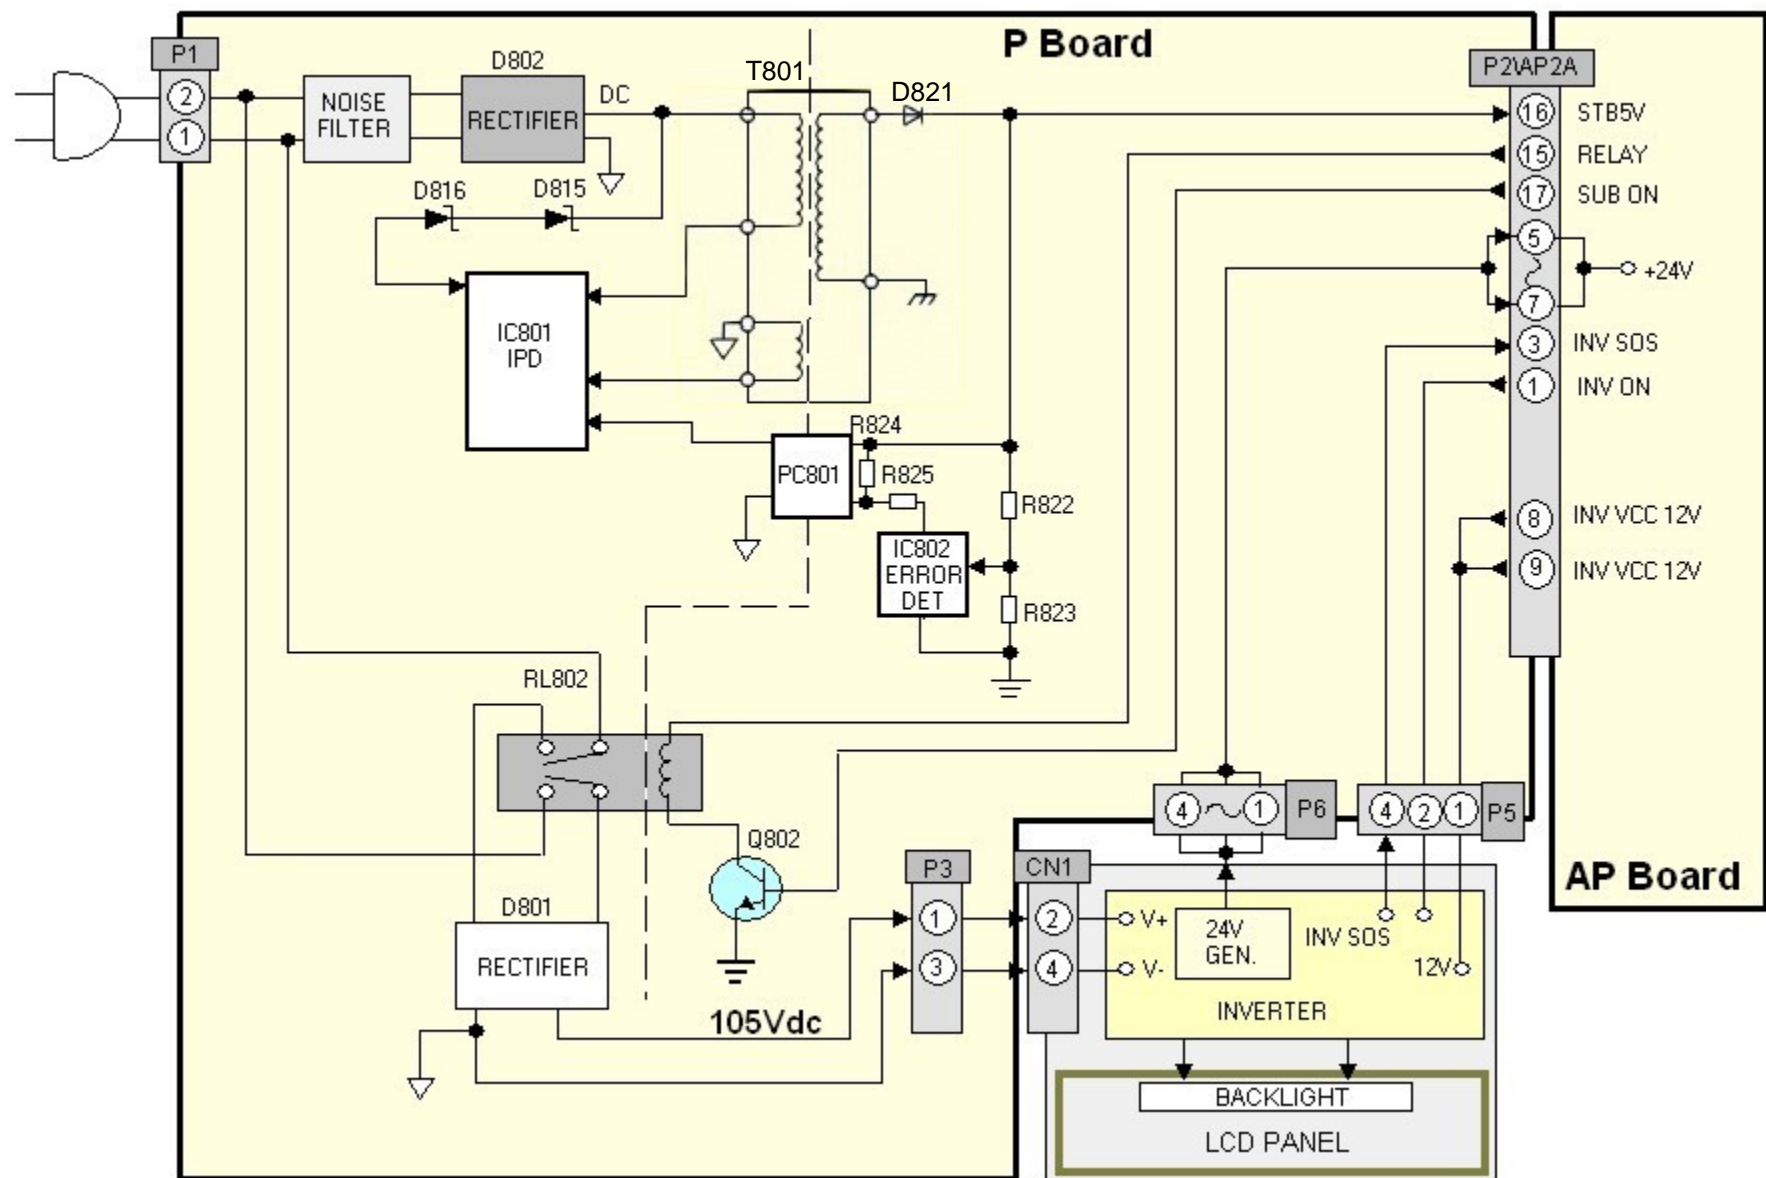 P Board
P1
2
1
NOISE
FILTER
D802
RECTIFIER
DC
T801
D821
P2\AP2A
16 STB5V
15 RELAY
17 SUB ON
5
7
+24V
3 INV SOS
1 INV ON
8 INV VCC 12V
9 INV VCC 12V
D816
D815
IC801
IPD
PC801
R824
R825
R822
IC802
ERROR
DET
R823
RL802
Q802
D801
RECTIFIER
105Vdc
P3
1
3
CN1
2
4
4
1
P6
4
2
1
P5
AP Board
V+
V-
24V
GEN.
INV SOS
12V
INVERTER
BACKLIGHT
LCD PANEL